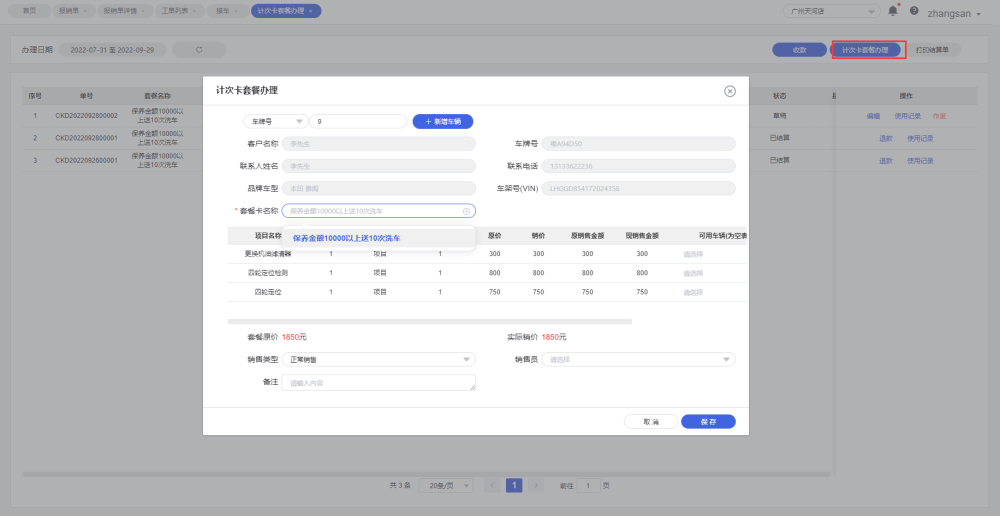 首页 报销单 报销单详情 工单列表 接车 计次卡套餐办理 广州天河店 zhangsan
办理日期 2022-07-31 至 2022-09-29 收款 计次卡套餐办理 打印结算单
序号 单号 套餐名称 状态 操作
1 CKD2022092800002 保养金额10000以上送10次洗车 草稿 编辑 使用记录 作废
2 CKD2022092800001 保养金额10000以上送10次洗车 已结算 退款 使用记录
3 CKD2022092600001 保养金额10000以上送10次洗车 已结算 退款 使用记录
计次卡套餐办理
车牌号 9 + 新增车辆
客户名称 李先生 车牌号 粤A94D50
联系人姓名 李先生 联系电话 13133622236
品牌车型 本田 雅阁 车架号(VIN) LHGGD854172024356
* 套餐卡名称 保养金额10000以上送10次洗车
保养金额10000以上送10次洗车
项目名称 原价 销价 原销售金额 现销售金额 可用车辆(为空表
更换机油滤清器 1 项目 1 300 300 300 300 请选择
四轮定位检测 1 项目 1 800 800 800 800 请选择
四轮定位 1 项目 1 750 750 750 750 请选择
套餐原价 1850元 实际销价 1850元
销售类型 正常销售 销售员 请选择
备注 请输入内容
取消 保存
共 3 条 20条/页 1 前往 1 页